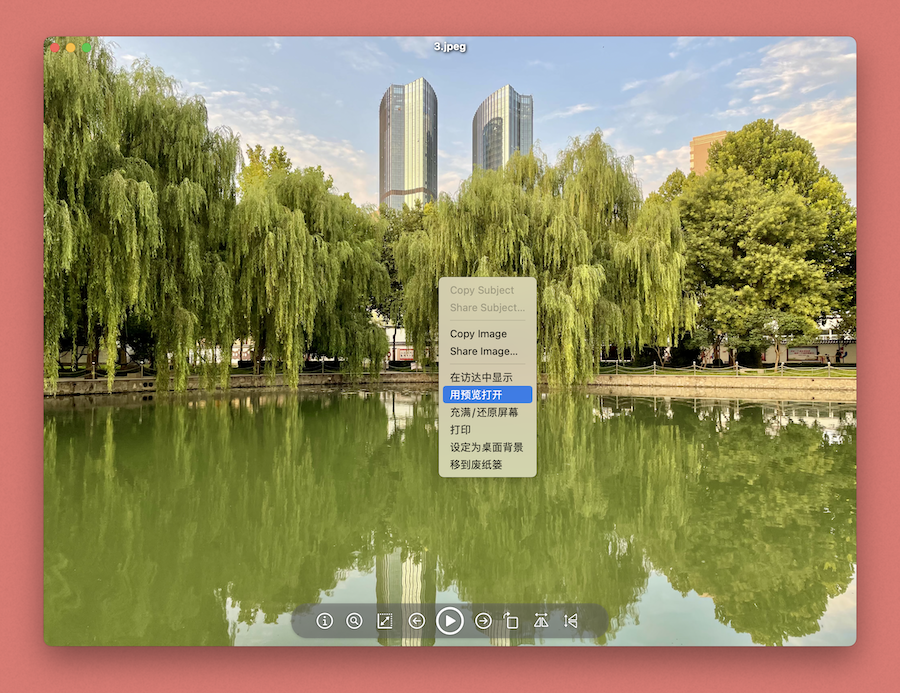 3.jpeg
Copy Subject
Share Subject...
Copy Image
Share Image...
在访达中显示
用预览打开
充满/还原屏幕
打印
设定为桌面背景
移到废纸篓